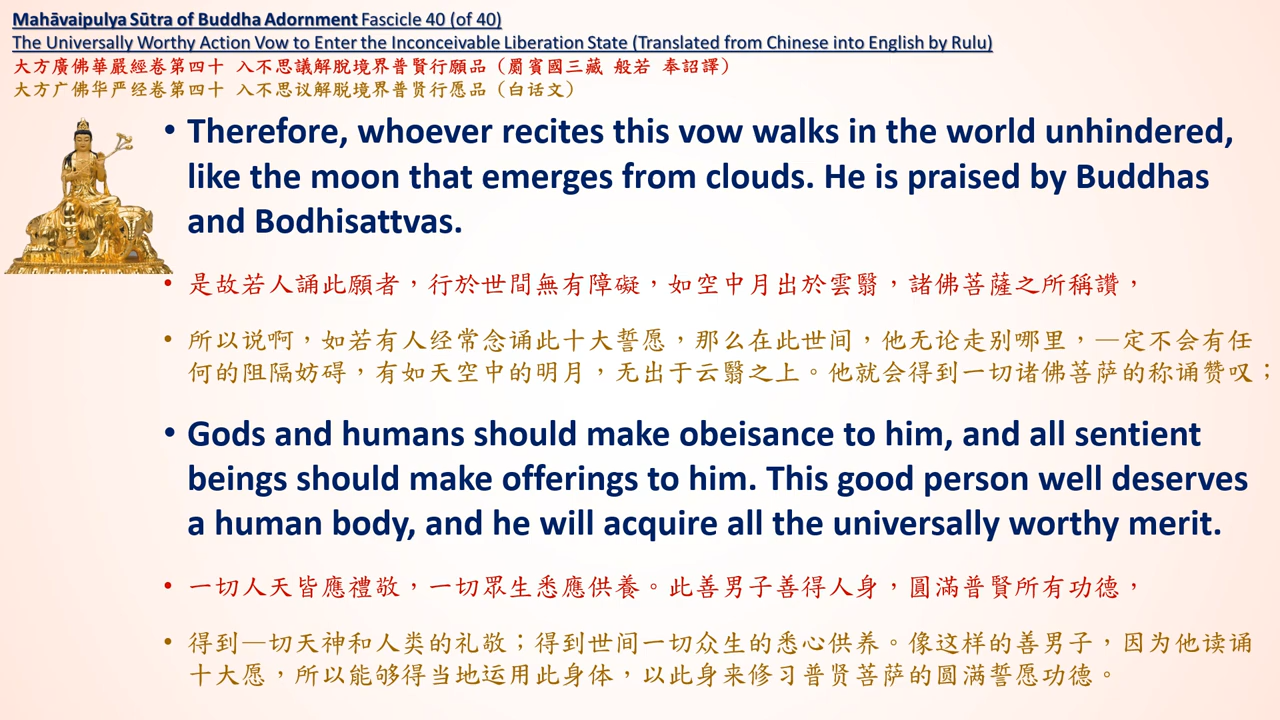 Mahāvaipulya Sūtra of Buddha Adornment Fascicle 40 (of 40)
The Universally Worthy Action Vow to Enter the Inconceivable Liberation State (Translated from Chinese into English by Rulu)
大方廣佛華嚴經卷第四十 入不思議解脫境界普賢行願品（罽賓國三藏 般若 奉詔譯）
大方广佛华严经卷第四十 入不思议解脱境界普贤行愿品（白话文）
• Therefore, whoever recites this vow walks in the world unhindered,
like the moon that emerges from clouds. He is praised by Buddhas
and Bodhisattvas.
• 是故若人誦此願者，行於世間無有障礙，如空中月出於雲翳，諸佛菩薩之所稱讚，
• 所以说啊，如若有人经常念诵此十大誓愿，那么在此世间，他无论走别哪里，一定不会有任
何的阻隔妨碍，有如天空中的明月，无出于云翳之上。他就会得到一切诸佛菩萨的称诵赞叹；
• Gods and humans should make obeisance to him, and all sentient
beings should make offerings to him. This good person well deserves
a human body, and he will acquire all the universally worthy merit.
• 一切人天皆應禮敬，一切眾生悉應供養。此善男子善得人身，圓滿普賢所有功德，
• 得到一切天神和人类的礼敬；得到世间一切众生的悉心供养。像这样的善男子，因为他读诵
十大愿，所以能够得当地运用此身体，以此身来修习普贤菩萨的圆满誓愿功德。